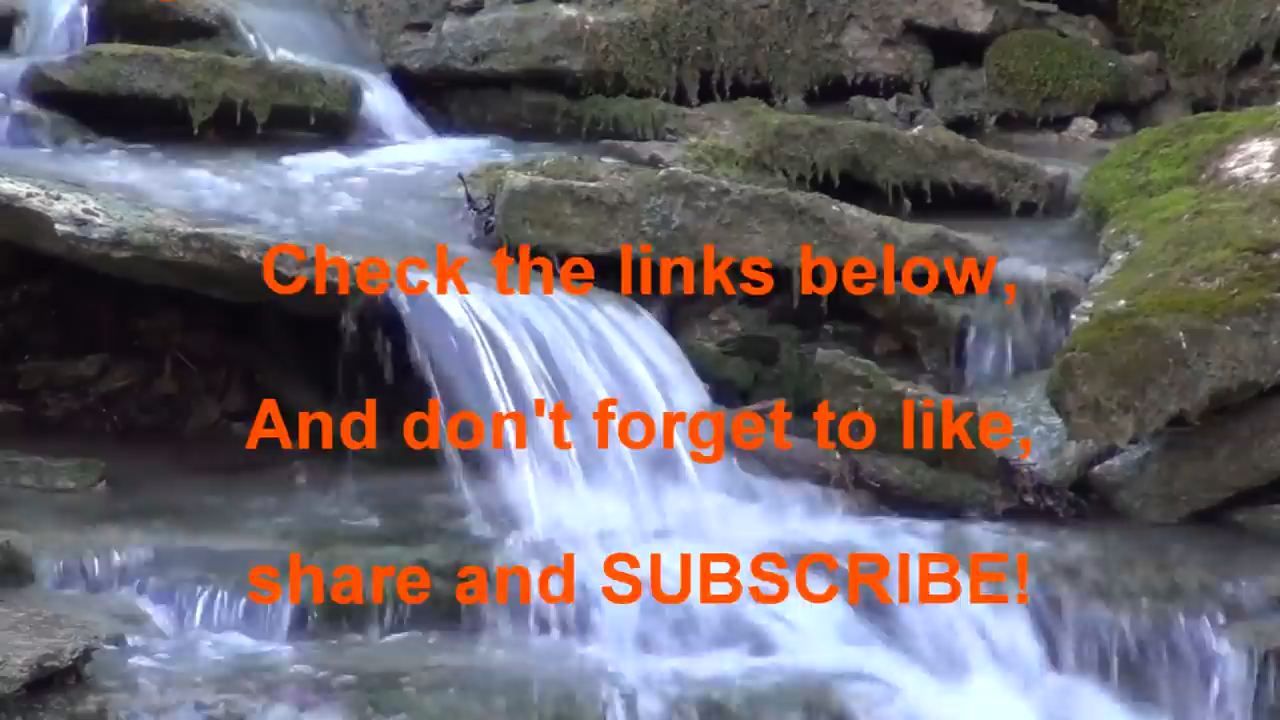 Check the links below,
And don't forget to like,
share and SUBSCRIBE!